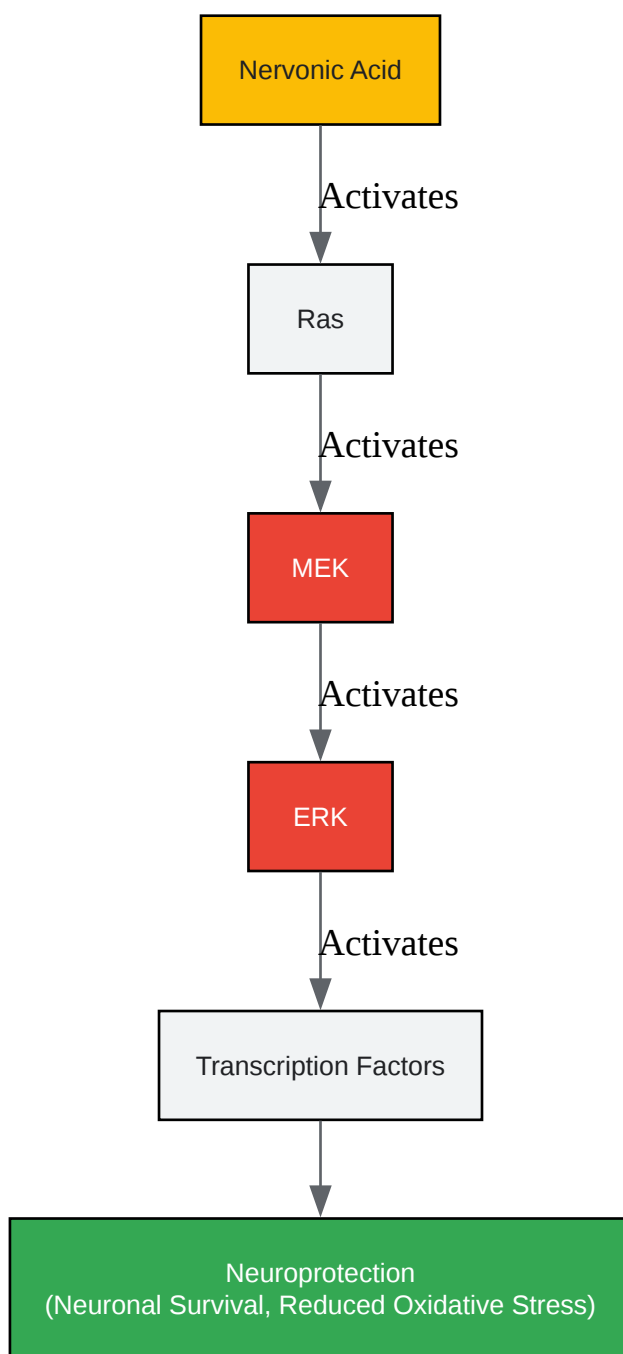 Nervonic Acid
Activates
Ras
Activates
MEK
Activates
ERK
Activates
Transcription Factors
Neuroprotection
(Neuronal Survival, Reduced Oxidative Stress)